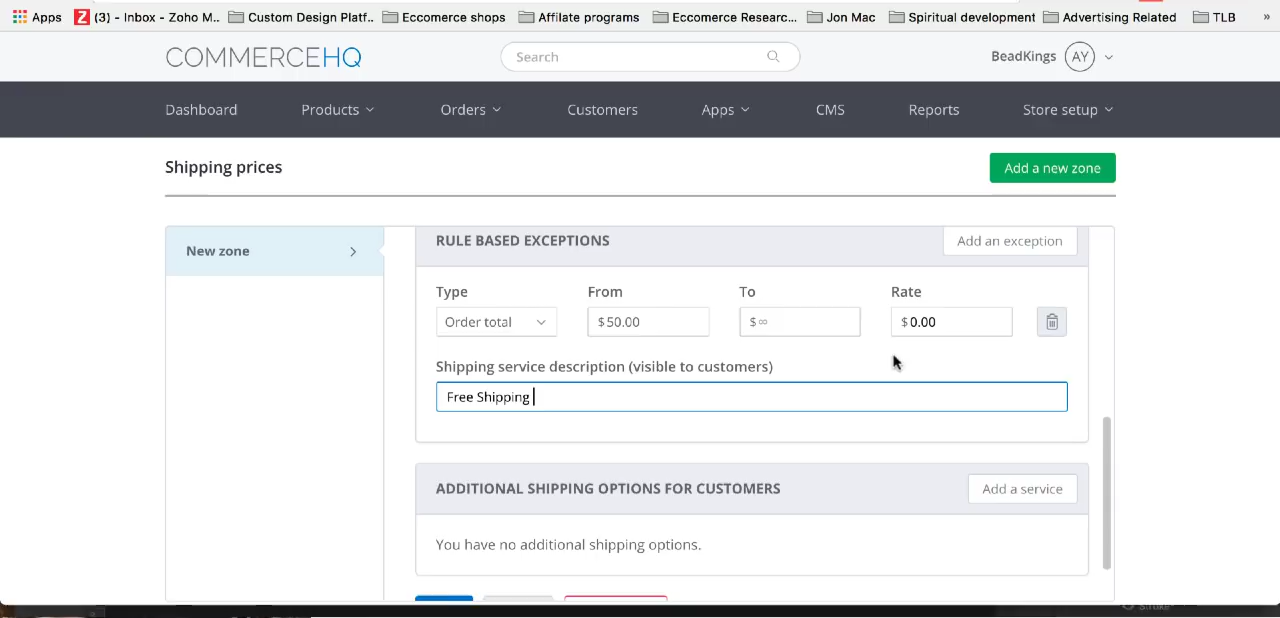 Apps (3) - Inbox - Zoho M.. Custom Design Platf.. Eccomerce shops Affilate programs Eccomerce Researc... Jon Mac Spiritual development Advertising Related TLB »
COMMERCEHQ Search BeadKings AY
Dashboard Products Orders Customers Apps CMS Reports Store setup
Shipping prices Add a new zone
New zone
RULE BASED EXCEPTIONS Add an exception
Type From To Rate
Order total $50.00 $∞ $0.00
Shipping service description (visible to customers)
Free Shipping
ADDITIONAL SHIPPING OPTIONS FOR CUSTOMERS Add a service
You have no additional shipping options.
Stroke